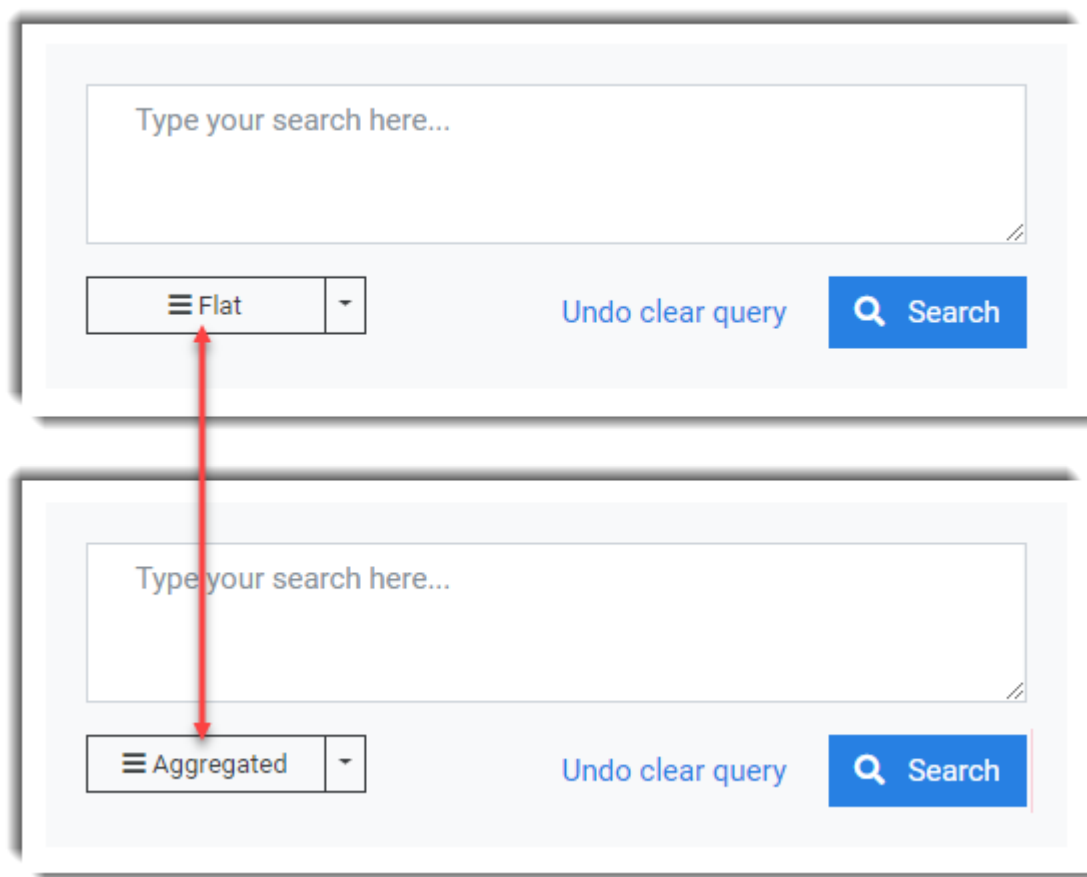 Type your search here...
Flat
Undo clear query
Search
Type your search here...
Aggregated
Undo clear query
Search